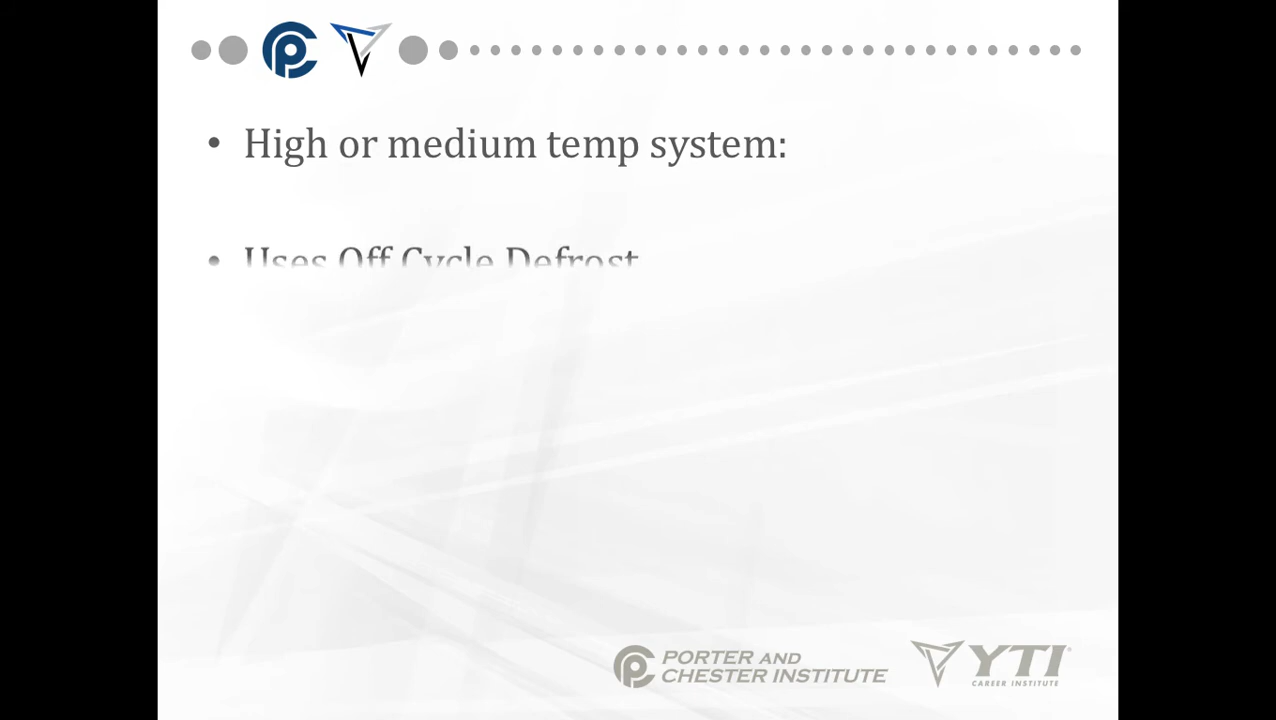 • High or medium temp system:
• Uses Off Cycle Defrost
PORTER AND
CHESTER INSTITUTE
YTI
CAREER INSTITUTE